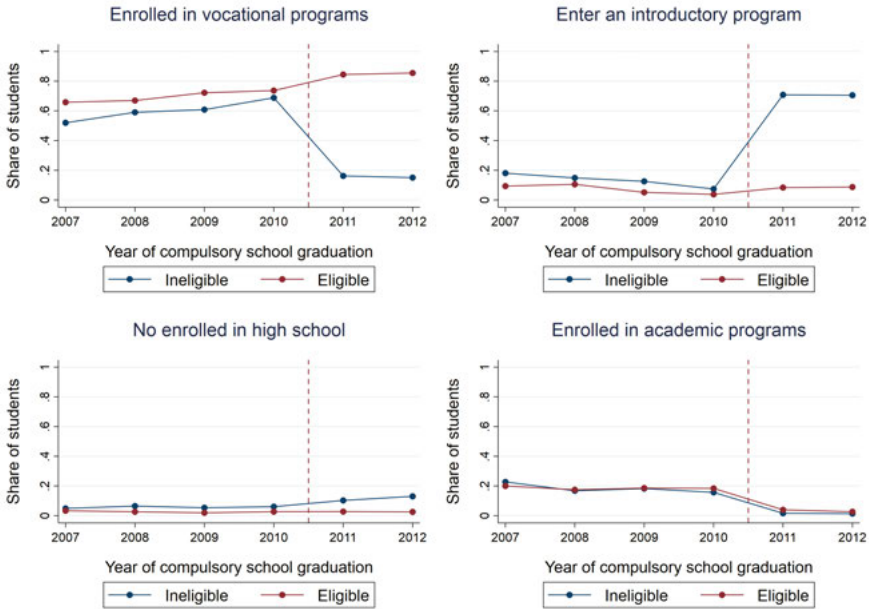 Enrolled in vocational programs
Share of students
1
.8
.6
.4
.2
0
2007 2008 2009 2010 2011 2012
Year of compulsory school graduation
Ineligible Eligible
Enter an introductory program
Share of students
1
.8
.6
.4
.2
0
2007 2008 2009 2010 2011 2012
Year of compulsory school graduation
Ineligible Eligible
No enrolled in high school
Share of students
1
.8
.6
.4
.2
0
2007 2008 2009 2010 2011 2012
Year of compulsory school graduation
Ineligible Eligible
Enrolled in academic programs
Share of students
1
.8
.6
.4
.2
0
2007 2008 2009 2010 2011 2012
Year of compulsory school graduation
Ineligible Eligible